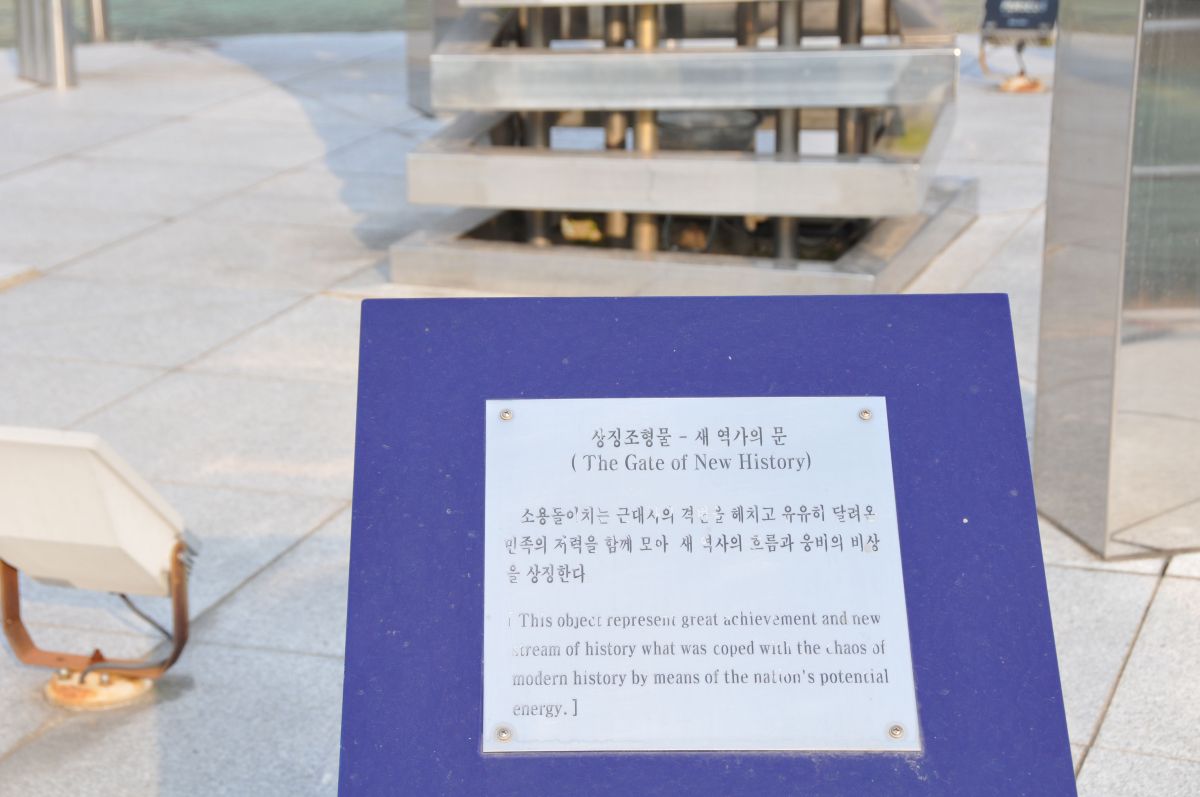 상징조형물 - 새 역가의 문
( The Gate of New History)
소용돌이치는 근대사의 격번을 헤치고 유유히 달려온
민족의 저력을 함께 모아 새 역사의 흐름과 웅비의 비상
을 상징한다
[ This object represent great achievement and new
stream of history what was coped with the chaos of
modern history by means of the nation's potential
energy. ]